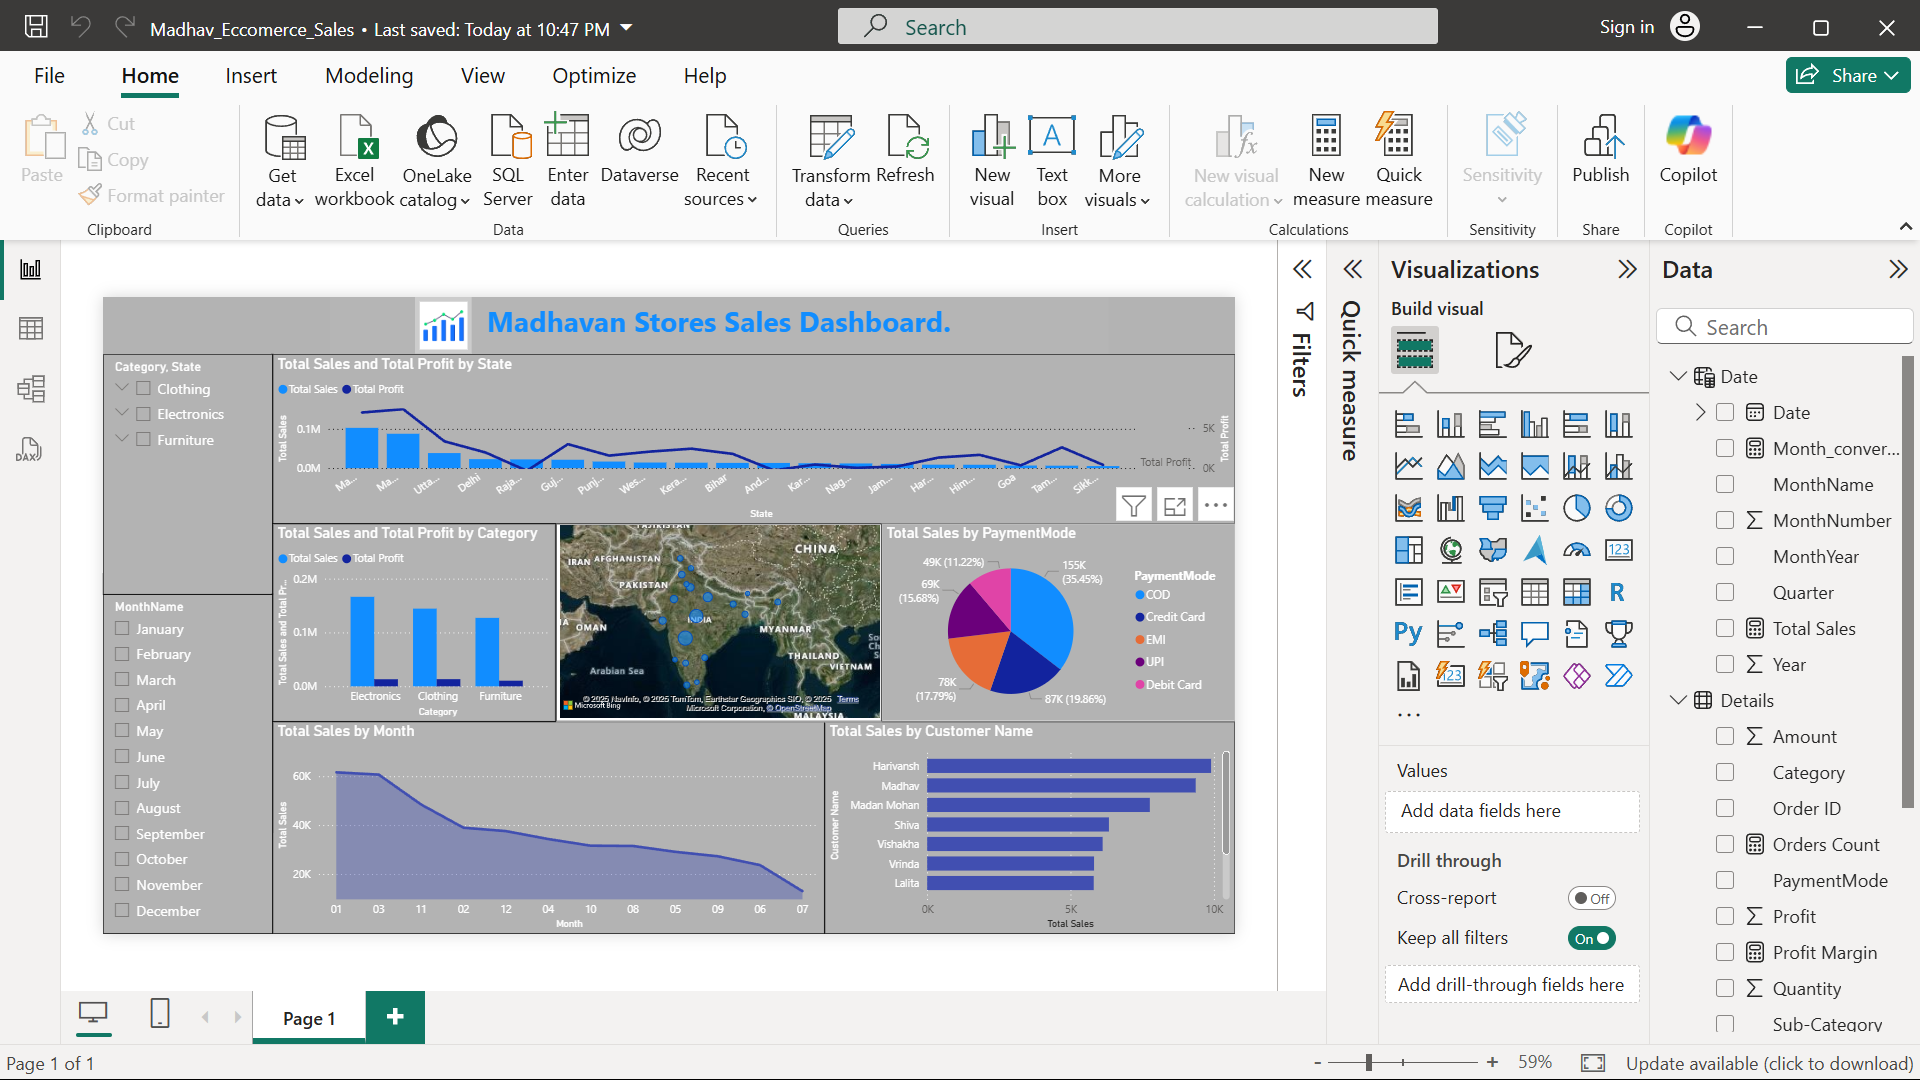 Madhav_Eccomerce_Sales • Last saved: Today at 10:47 PM
Search
Sign in
File
Home
Insert
Modeling
View
Optimize
Help
Share
Paste
Cut
Copy
Format painter
Clipboard
Get data
Excel workbook
OneLake catalog
SQL Server
Enter data
Dataverse
Recent sources
Data
Transform data
Refresh
Queries
New visual
Text box
More visuals
Insert
New visual calculation
New measure
Quick measure
Calculations
Sensitivity
Sensitivity
Publish
Share
Copilot
Copilot
DAX
Madhavan Stores Sales Dashboard.
Category, State
Clothing
Electronics
Furniture
MonthName
January
February
March
April
May
June
July
August
September
October
November
December
Total Sales and Total Profit by State
Total Sales Total Profit
Total Sales
0.1M
0.0M
5K
0K
Total Profit
Total Profit
Ma... Ma... Utta... Delhi Raja... Guj... Punj... Wes... Kera... Bihar And... Kar... Nag... Jam... Har... Him... Goa Tam... Sikk...
State
Total Sales and Total Profit by Category
Total Sales Total Profit
Total Sales and Total Pr...
0.2M
0.1M
0.0M
Electronics Clothing Furniture
Category
IRAN AFGHANISTAN
CHINA
PAKISTAN
OMAN
INDIA
MYANMAR
THAILAND
VIETNAM
Arabian Sea
MALAYSIA
Microsoft Bing
© 2025 NavInfo, © 2025 TomTom, Earthstar Geographics SIO, © 2025 Microsoft Corporation, © OpenStreetMap Terms
Total Sales by PaymentMode
49K (11.22%)
155K (35.45%)
69K (15.68%)
78K (17.79%)
87K (19.86%)
PaymentMode
COD
Credit Card
EMI
UPI
Debit Card
Total Sales by Month
Total Sales
60K
40K
20K
01 03 11 02 12 04 10 08 05 09 06 07
Month
Total Sales by Customer Name
Customer Name
Harivansh
Madhav
Madan Mohan
Shiva
Vishakha
Vrinda
Lalita
0K 5K 10K
Total Sales
Filters
Quick measure
Visualizations
Build visual
123
R
Py
123
...
Values
Add data fields here
Drill through
Cross-report
Off
Keep all filters
On
Add drill-through fields here
Data
Search
Date
Date
Month_conver...
MonthName
MonthNumber
MonthYear
Quarter
Total Sales
Year
Details
Amount
Category
Order ID
Orders Count
PaymentMode
Profit
Profit Margin
Quantity
Sub-Category
Page 1
Page 1 of 1
- + 59%
Update available (click to download)